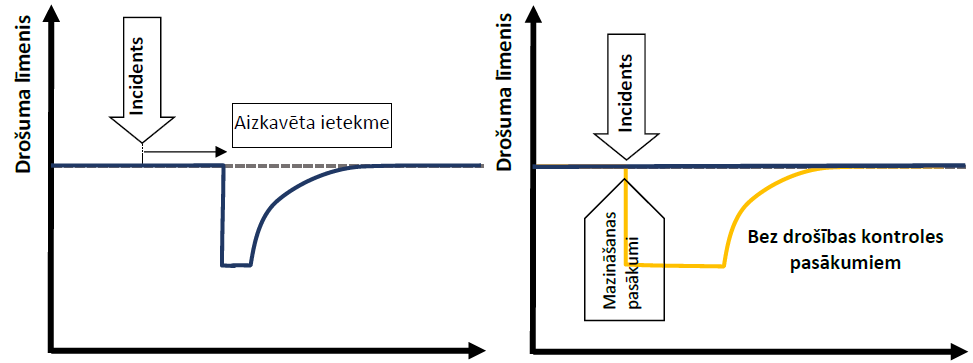 Drošuma līmenis
Incidents
Aizkavēta ietekme
Drošuma līmenis
Incidents
Mazināšanas
pasākumi
Bez drošības kontroles
pasākumiem